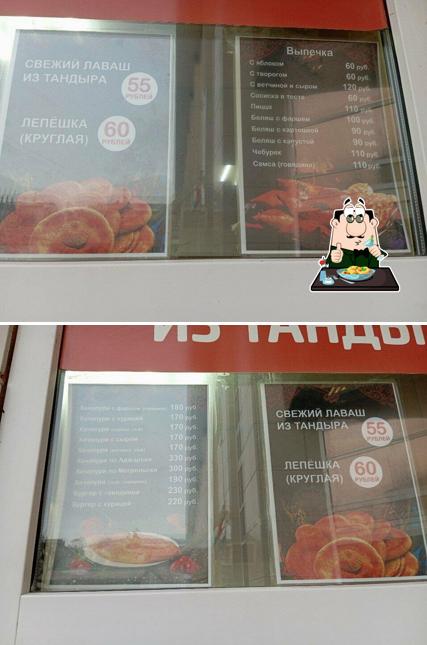 СВЕЖИЙ ЛАВАШ
ИЗ ТАНДЫРА
55
РУБЛЕЙ
ЛЕПЁШКА
(КРУГЛАЯ)
60
РУБЛЕЙ
Выпечка
С яблоком 60 руб.
С творогом 60 руб.
С ветчиной и сыром 120 руб.
Сосиска в тесте 60 руб.
Пицца 110 руб.
Беляш с фаршем 100 руб.
Беляш с картошкой 90 руб.
Беляш с капустой 90 руб.
Чебурек 110 руб.
Самса (говядина) 110 руб.
ИЗ ТАНДЫ
Хачапури с фаршем 180 руб.
Хачапури с курицей 170 руб.
Хачапури 170 руб.
Хачапури с сыром 170 руб.
Хачапури 170 руб.
Хачапури по Аджарски 330 руб.
Хачапури по Мегрельски 300 руб.
Хачапури 190 руб.
Бургер с говядиной 230 руб.
Бургер с курицей 220 руб.
СВЕЖИЙ ЛАВАШ
ИЗ ТАНДЫРА
55
РУБЛЕЙ
ЛЕПЁШКА
(КРУГЛАЯ)
60
РУБЛЕЙ